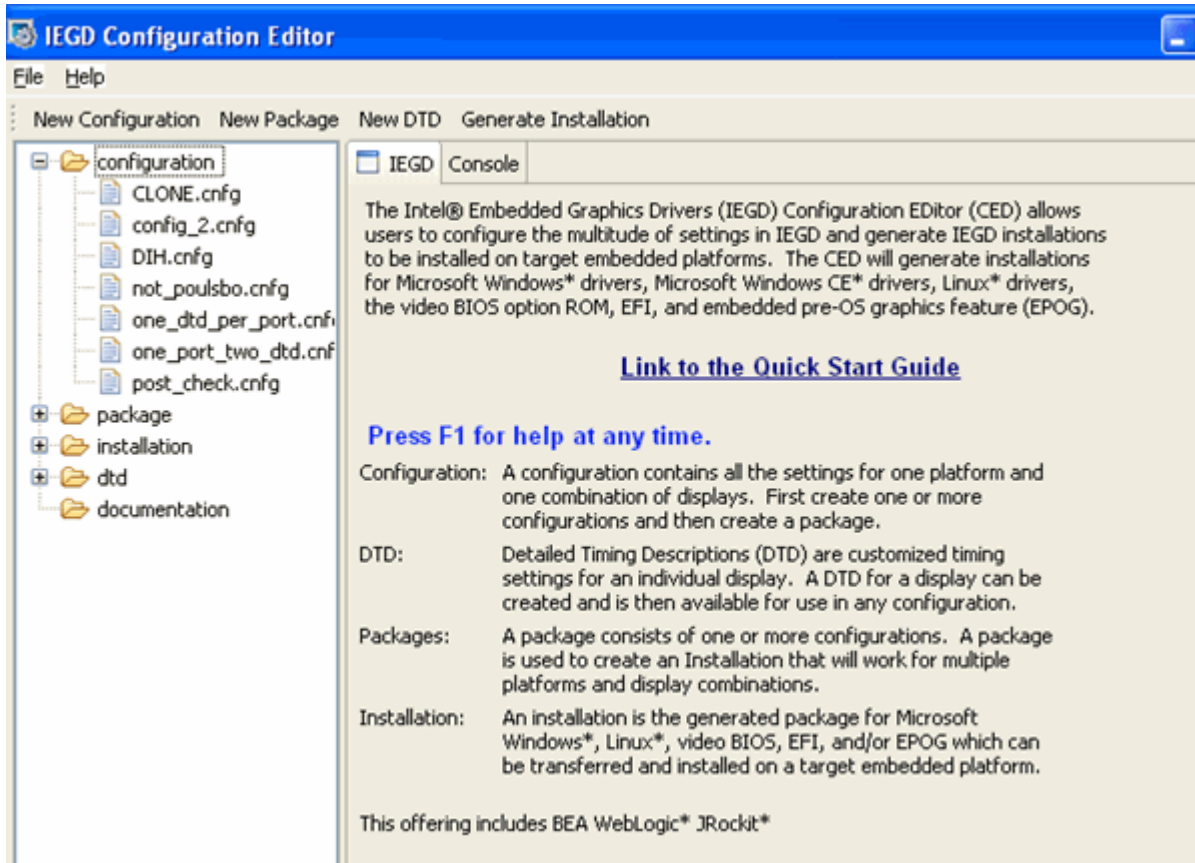 IEGD Configuration Editor
File Help
New Configuration New Package New DTD Generate Installation
configuration
CLONE.cnfg
config_2.cnfg
DIH.cnfg
not_poulsbo.cnfg
one_dtd_per_port.cnf
one_port_two_dtd.cnf
post_check.cnfg
package
installation
dtd
documentation
IEGD Console
The Intel® Embedded Graphics Drivers (IEGD) Configuration EDitor (CED) allows
users to configure the multitude of settings in IEGD and generate IEGD installations
to be installed on target embedded platforms. The CED will generate installations
for Microsoft Windows* drivers, Microsoft Windows CE* drivers, Linux* drivers,
the video BIOS option ROM, EFI, and embedded pre-OS graphics feature (EPOG).
Link to the Quick Start Guide
Press F1 for help at any time.
Configuration: A configuration contains all the settings for one platform and
one combination of displays. First create one or more
configurations and then create a package.
DTD: Detailed Timing Descriptions (DTD) are customized timing
settings for an individual display. A DTD for a display can be
created and is then available for use in any configuration.
Packages: A package consists of one or more configurations. A package
is used to create an Installation that will work for multiple
platforms and display combinations.
Installation: An installation is the generated package for Microsoft
Windows*, Linux*, video BIOS, EFI, and/or EPOG which can
be transferred and installed on a target embedded platform.
This offering includes BEA WebLogic* JRockit*